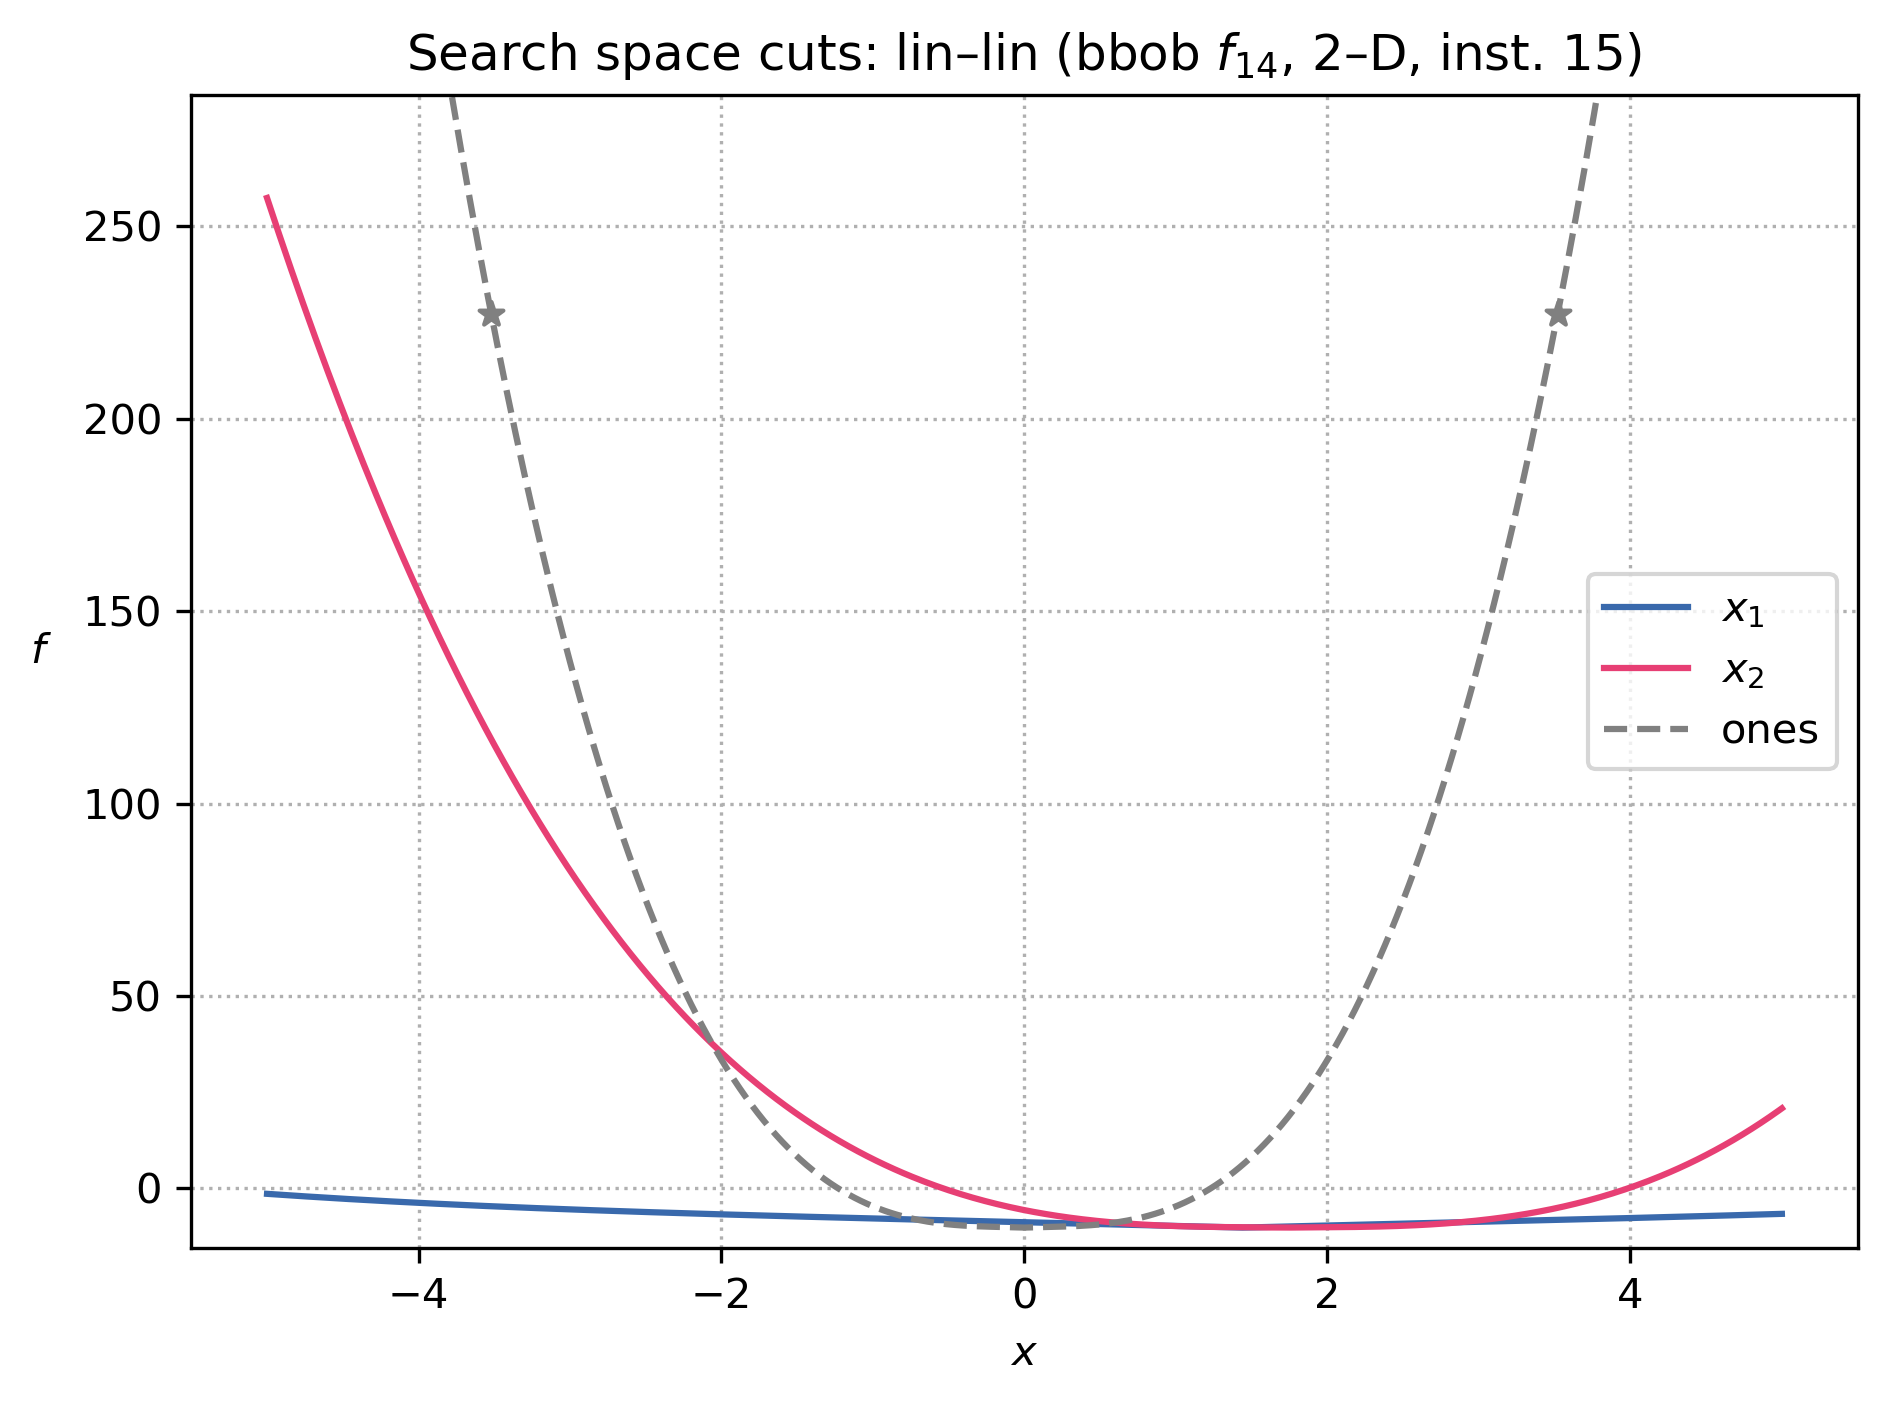 Search space cuts: lin–lin (bbob f₁₄, 2–D, inst. 15)
250
200
150
100
50
0
f
−4
−2
0
2
4
x
x₁
x₂
ones